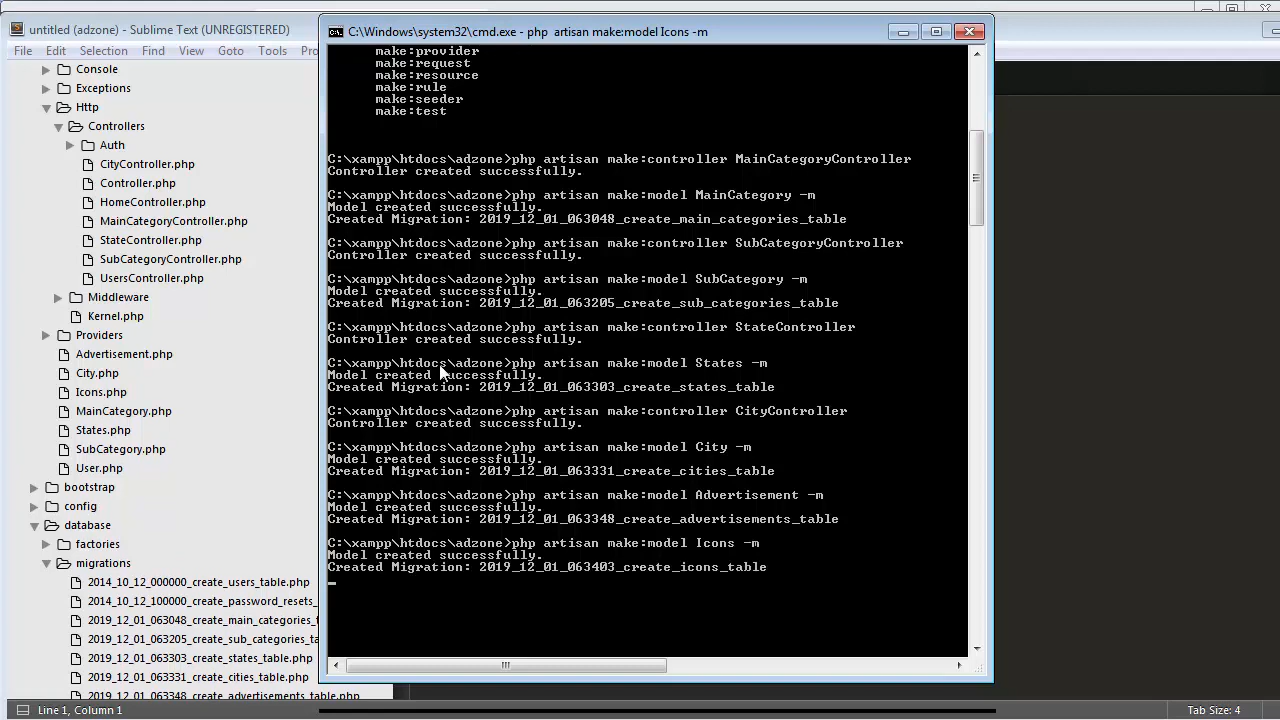 untitled (adzone) - Sublime Text (UNREGISTERED)
File Edit Selection Find View Goto Tools Pro
Console
Exceptions
Http
Controllers
Auth
CityController.php
Controller.php
HomeController.php
MainCategoryController.php
StateController.php
SubCategoryController.php
UsersController.php
Middleware
Kernel.php
Providers
Advertisement.php
City.php
Icons.php
MainCategory.php
States.php
SubCategory.php
User.php
bootstrap
config
database
factories
migrations
2014_10_12_000000_create_users_table.php
2014_10_12_100000_create_password_resets_
2019_12_01_063048_create_main_categories_t
2019_12_01_063205_create_sub_categories_ta
2019_12_01_063303_create_states_table.php
2019_12_01_063331_create_cities_table.php
2019_12_01_063348_create_advertisements_table.php
Line 1, Column 1
Tab Size: 4
C:\Windows\system32\cmd.exe - php artisan make:model Icons -m
make:provider
make:request
make:resource
make:rule
make:seeder
make:test
C:\xampp\htdocs\adzone>php artisan make:controller MainCategoryController
Controller created successfully.
C:\xampp\htdocs\adzone>php artisan make:model MainCategory -m
Model created successfully.
Created Migration: 2019_12_01_063048_create_main_categories_table
C:\xampp\htdocs\adzone>php artisan make:controller SubCategoryController
Controller created successfully.
C:\xampp\htdocs\adzone>php artisan make:model SubCategory -m
Model created successfully.
Created Migration: 2019_12_01_063205_create_sub_categories_table
C:\xampp\htdocs\adzone>php artisan make:controller StateController
Controller created successfully.
C:\xampp\htdocs\adzone>php artisan make:model States -m
Model created successfully.
Created Migration: 2019_12_01_063303_create_states_table
C:\xampp\htdocs\adzone>php artisan make:controller CityController
Controller created successfully.
C:\xampp\htdocs\adzone>php artisan make:model City -m
Model created successfully.
Created Migration: 2019_12_01_063331_create_cities_table
C:\xampp\htdocs\adzone>php artisan make:model Advertisement -m
Model created successfully.
Created Migration: 2019_12_01_063348_create_advertisements_table
C:\xampp\htdocs\adzone>php artisan make:model Icons -m
Model created successfully.
Created Migration: 2019_12_01_063403_create_icons_table